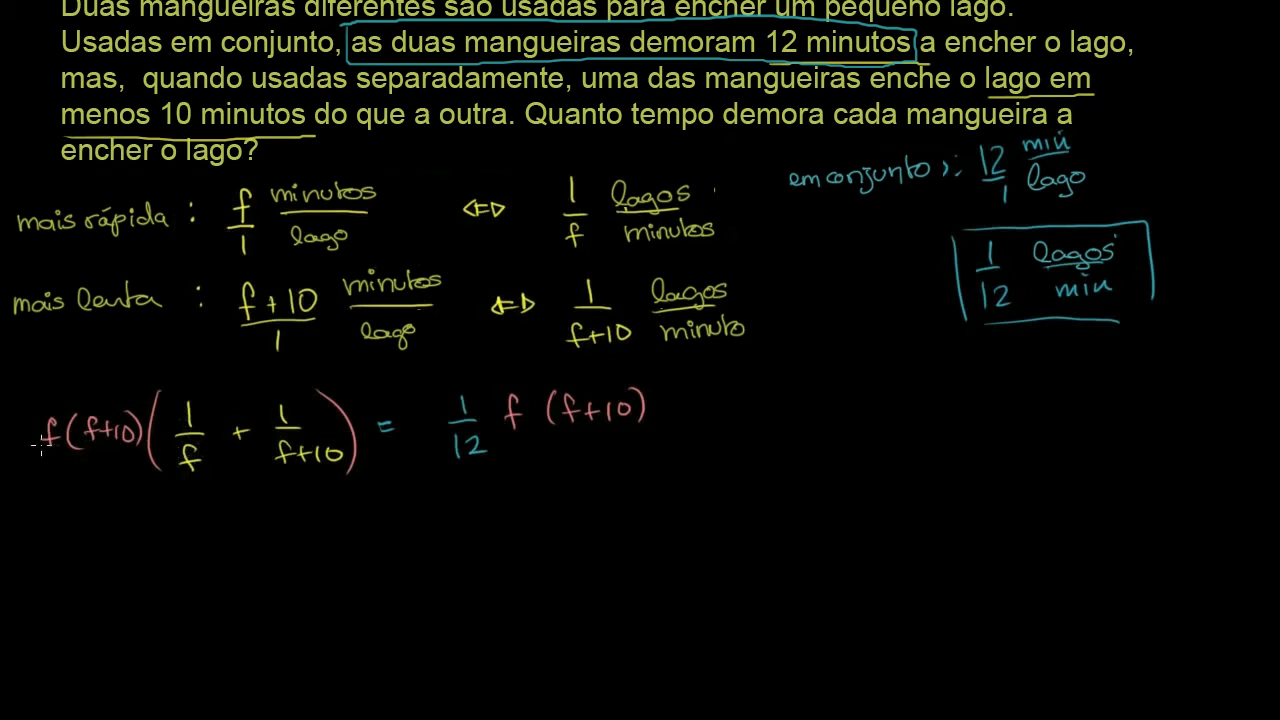 Duas mangueiras diferentes são usadas para encher um pequeno lago.
Usadas em conjunto, as duas mangueiras demoram 12 minutos a encher o lago,
mas, quando usadas separadamente, uma das mangueiras enche o lago em
menos 10 minutos do que a outra. Quanto tempo demora cada mangueira a
encher o lago?
em conjunto: 12/1 min/lago
mais rápida: f/1 minutos/lago ⇔ 1/f lagos/minutos
1/12 lagos/min
mais lenta: f+10/1 minutos/lago ⇔ 1/f+10 lagos/minuto
f(f+10)(1/f + 1/f+10) = 1/12 f (f+10)